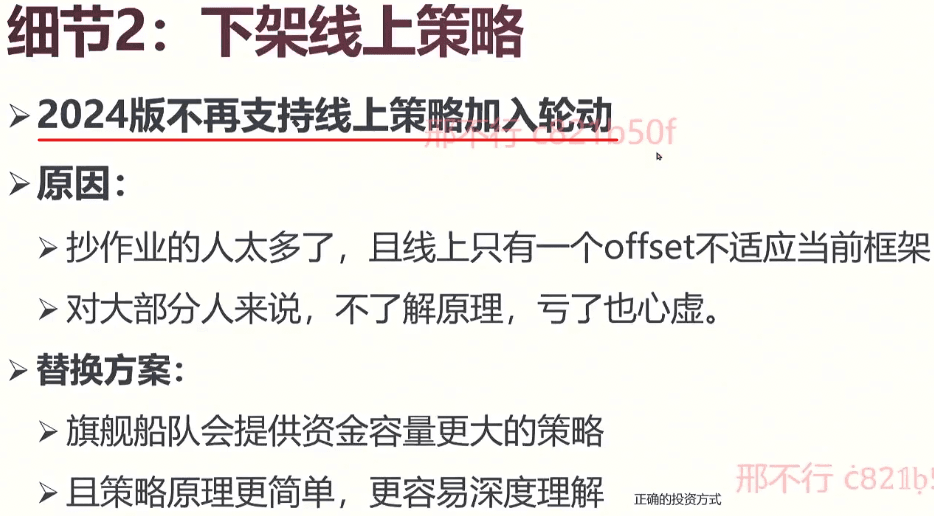 细节2：下架线上策略
➢2024版不再支持线上策略加入轮动
邢不行 c821b50f
➢原因：
➢抄作业的人太多了，且线上只有一个offset不适应当前框架
➢对大部分人来说，不了解原理，亏了也心虚。
➢替换方案：
➢旗舰船队会提供资金容量更大的策略
➢且策略原理更简单，更容易深度理解
正确的投资方式
邢不行 c821b5